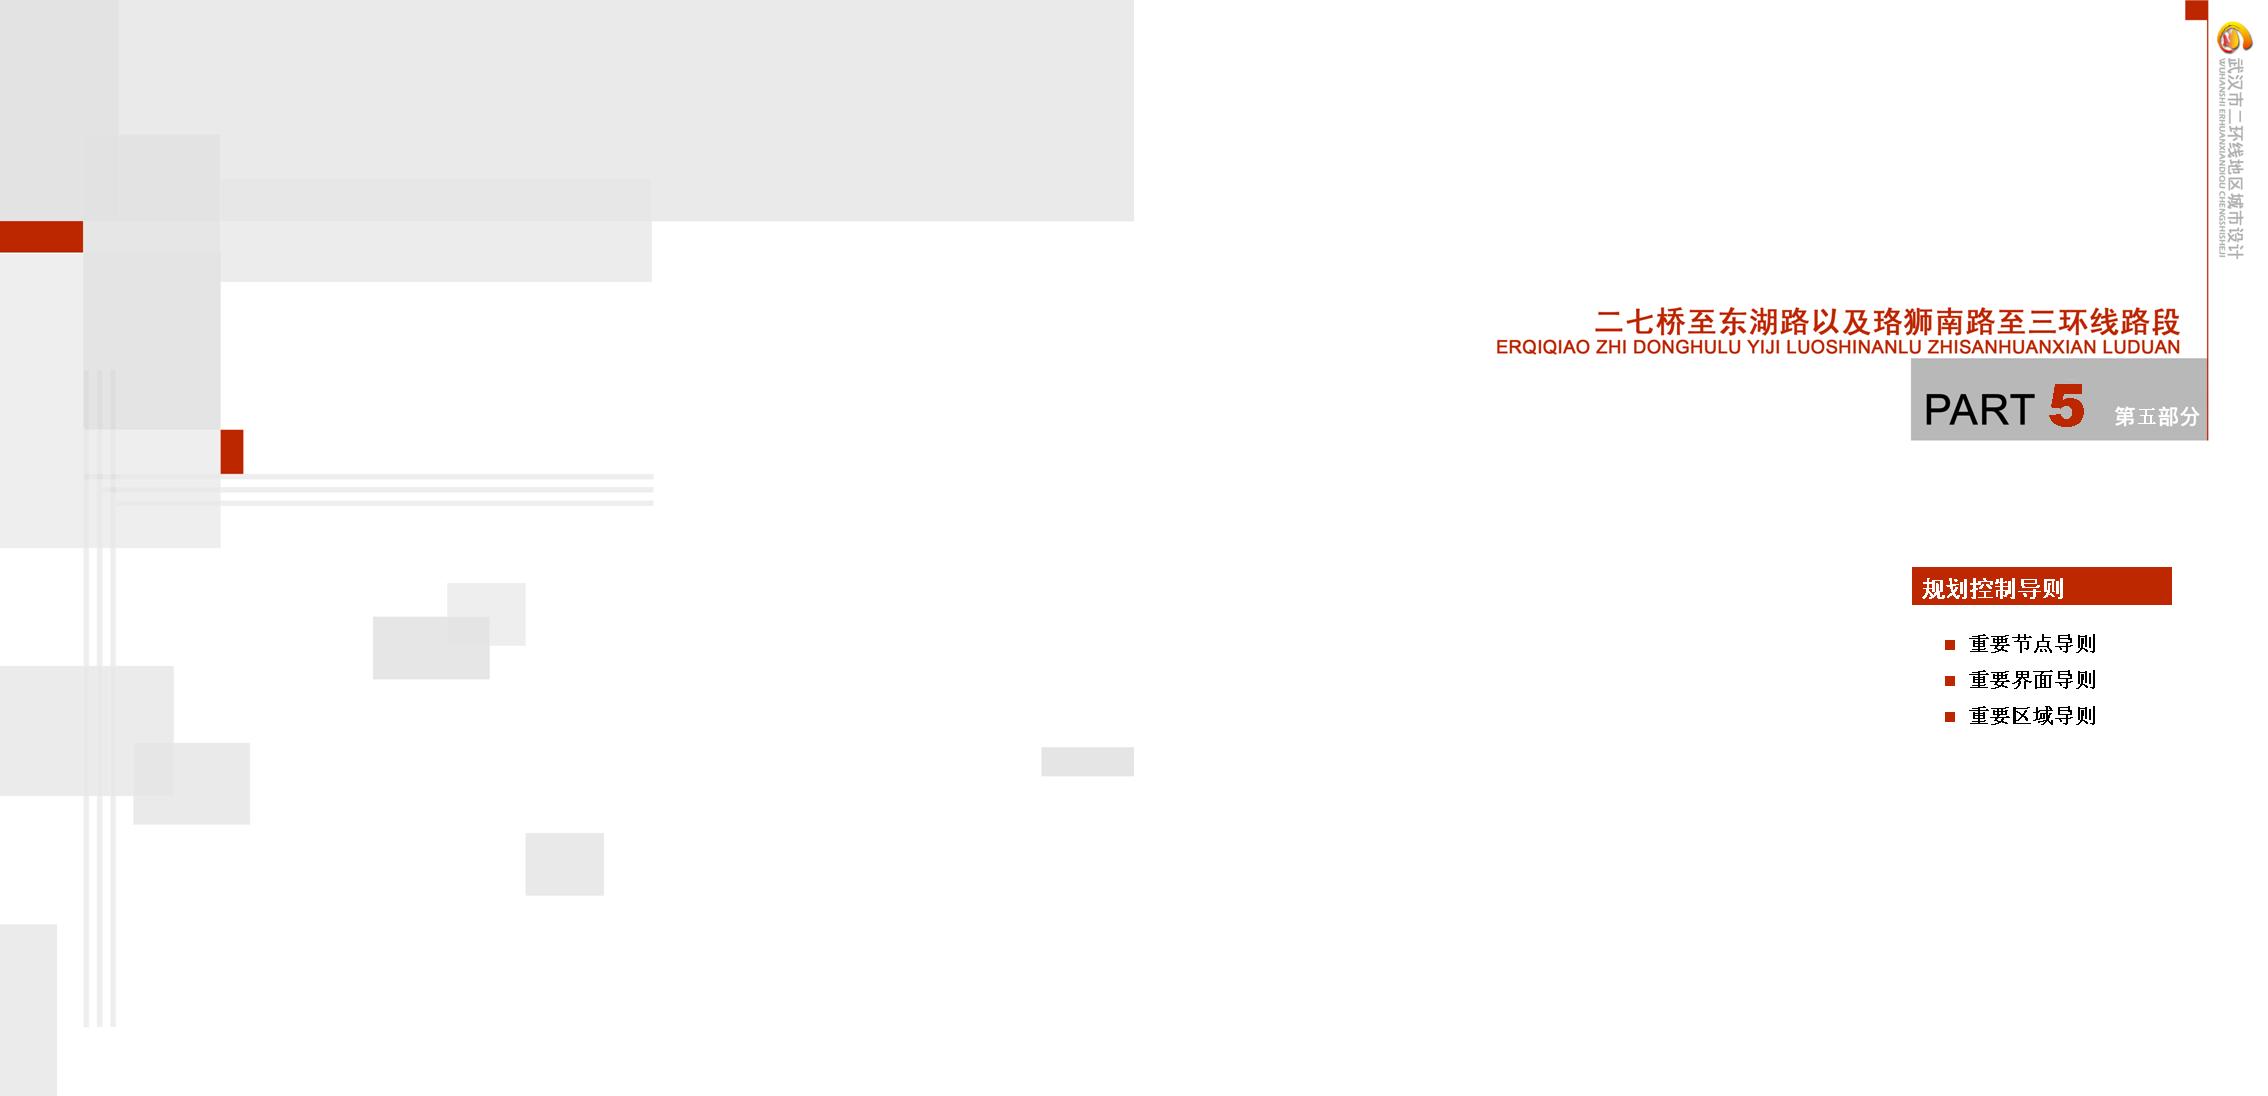 武汉市二环线地区城市设计
WUHANSHI ERHUANXIANDIQU CHENGSHISHEJI
二七桥至东湖路以及珞狮南路至三环线路段
ERQIQIAO ZHI DONGHULU YIJI LUOSHINANLU ZHISANHUANXIAN LUDUAN
PART 5 第五部分
规划控制导则
重要节点导则
重要界面导则
重要区域导则